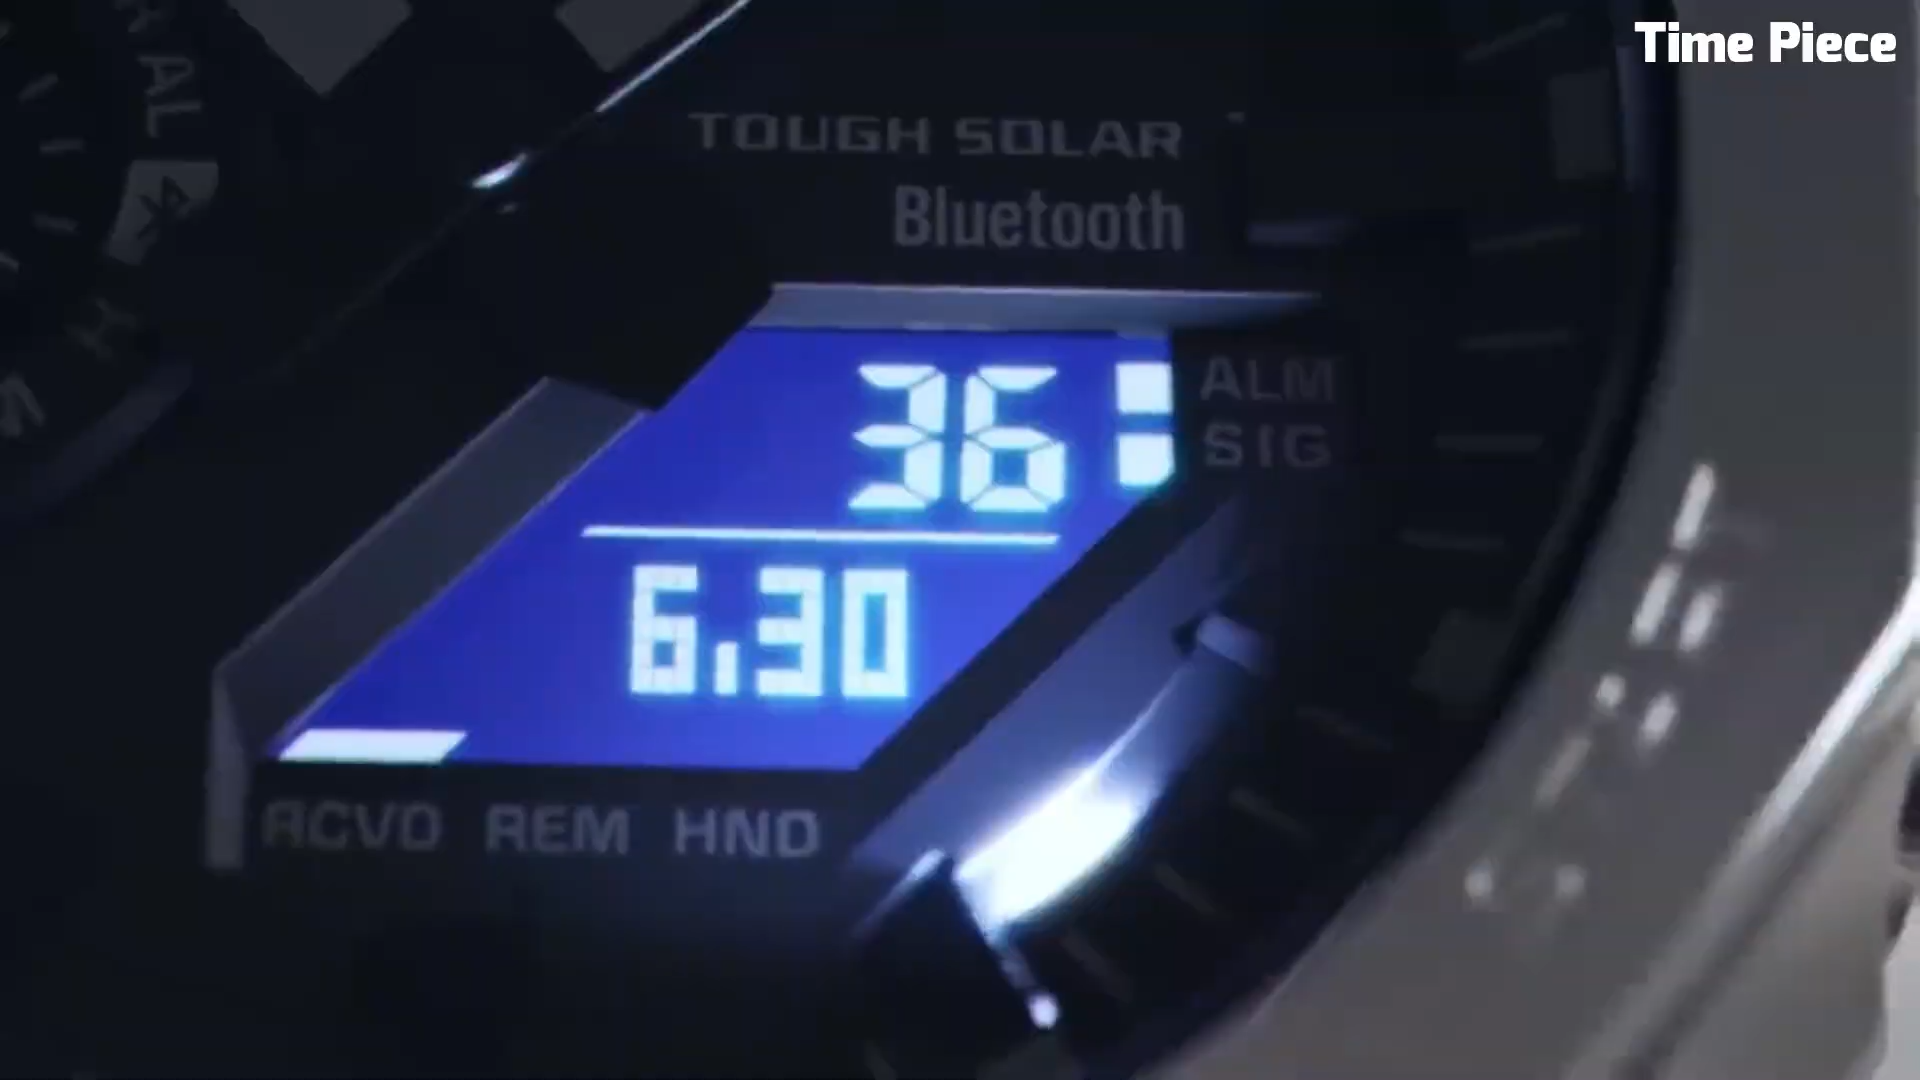 Time Piece
TOUGH SOLAR
Bluetooth
36
ALM
SIG
6.30
RCVD REM HND